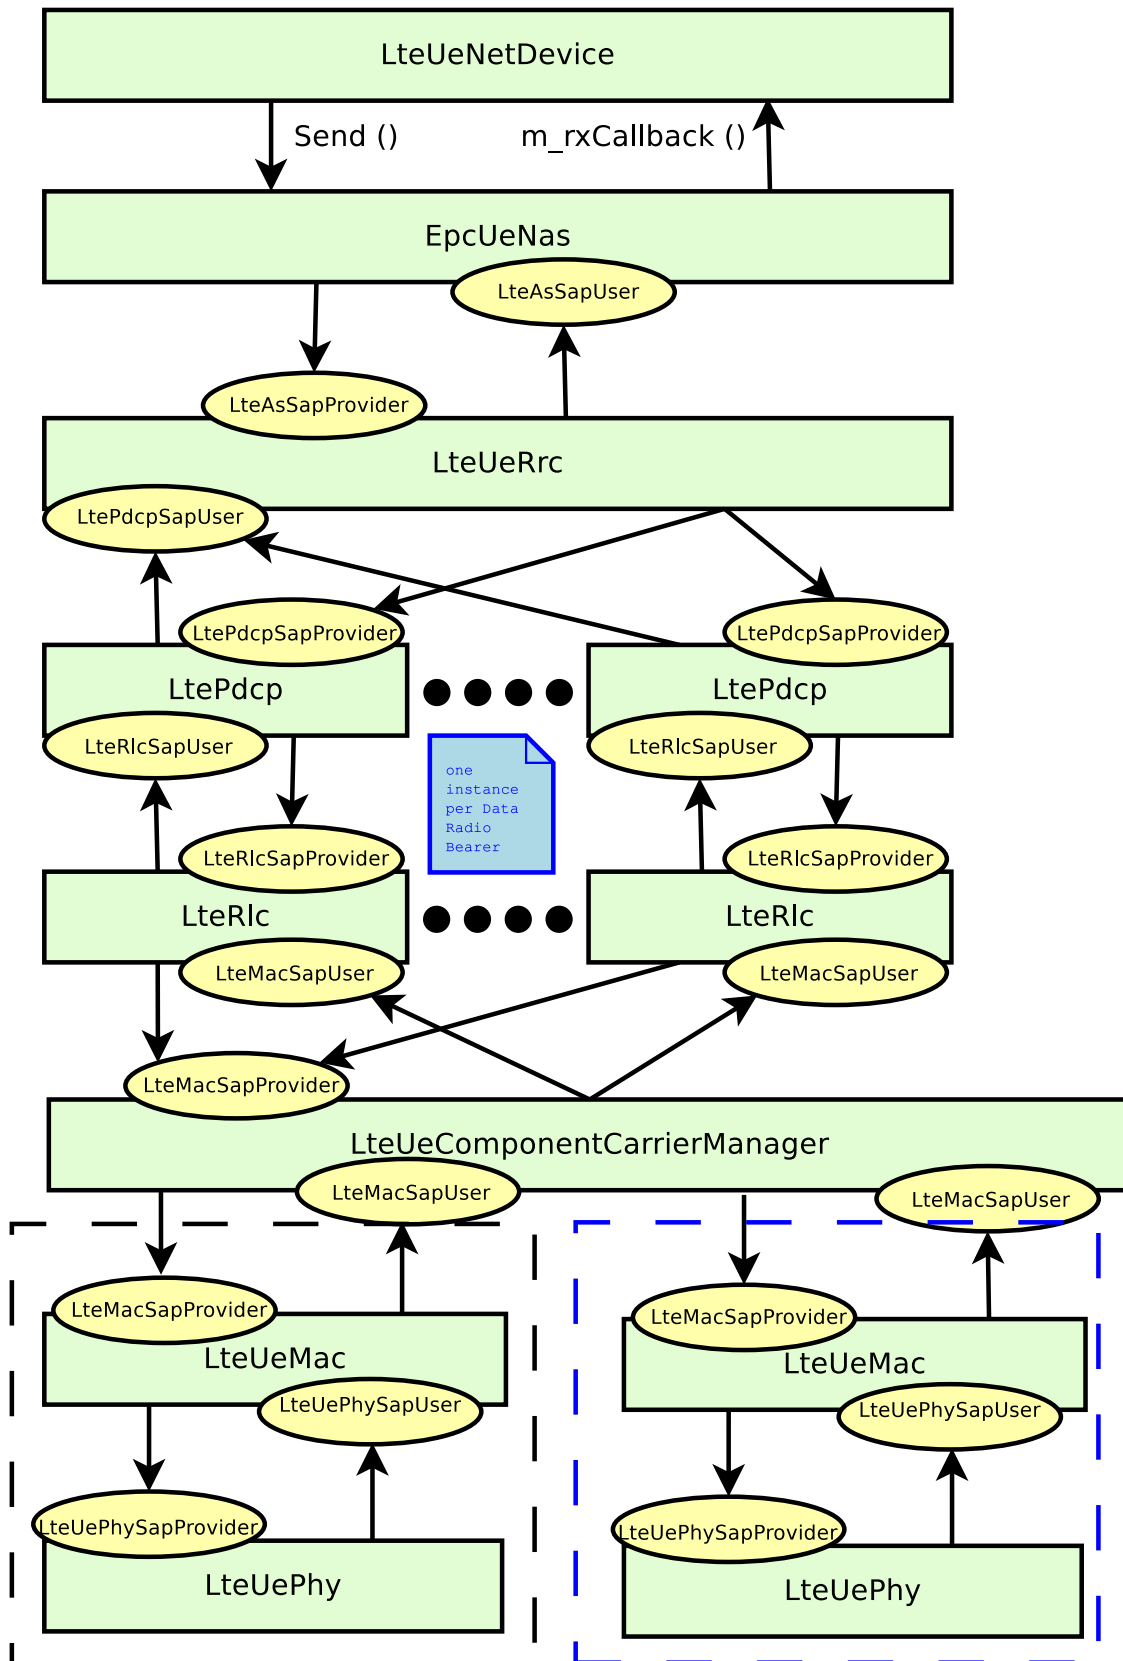 LteUeNetDevice
Send ()
m_rxCallback ()
EpcUeNas
LteAsSapUser
LteAsSapProvider
LteUeRrc
LtePdcpSapUser
LtePdcpSapProvider
LtePdcpSapProvider
LtePdcp
LtePdcp
LteRlcSapUser
LteRlcSapUser
one
instance
per Data
Radio
Bearer
LteRlcSapProvider
LteRlcSapProvider
LteRlc
LteRlc
LteMacSapUser
LteMacSapUser
LteMacSapProvider
LteUeComponentCarrierManager
LteMacSapUser
LteMacSapUser
LteMacSapProvider
LteMacSapProvider
LteUeMac
LteUeMac
LteUePhySapUser
LteUePhySapUser
LteUePhySapProvider
LteUePhySapProvider
LteUePhy
LteUePhy